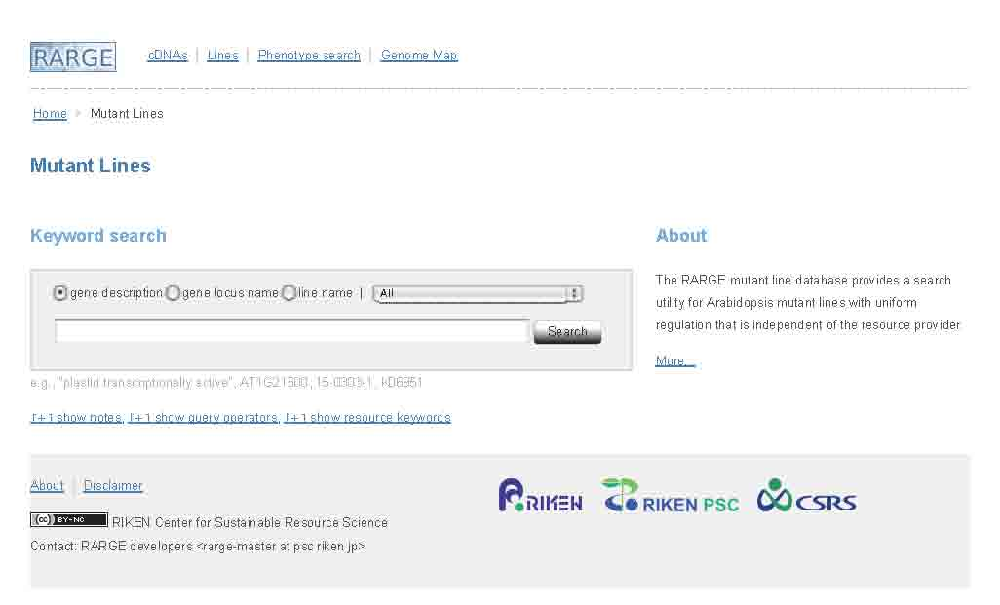 RARGE cDNAs | Lines | Phenotype search | Genome Map
Home Mutant Lines
Mutant Lines
Keyword search
gene description gene locus name line name | All
Search
e.g., "plastid transcriptionally active", AT1G21600, 15-0303-1,
[+] show notes, [+] show query operators, [+] show resource keywords
About
The RARGE mutant line database provides a search
utility for Arabidopsis mutant lines with uniform
regulation that is independent of the resource provider.
More...
About | Disclaimer
RIKEN RIKEN PSC CSRS
(cc) BY-NC RIKEN Center for Sustainable Resource Science
Contact: RARGE developers <rarge-master at psc riken jp>